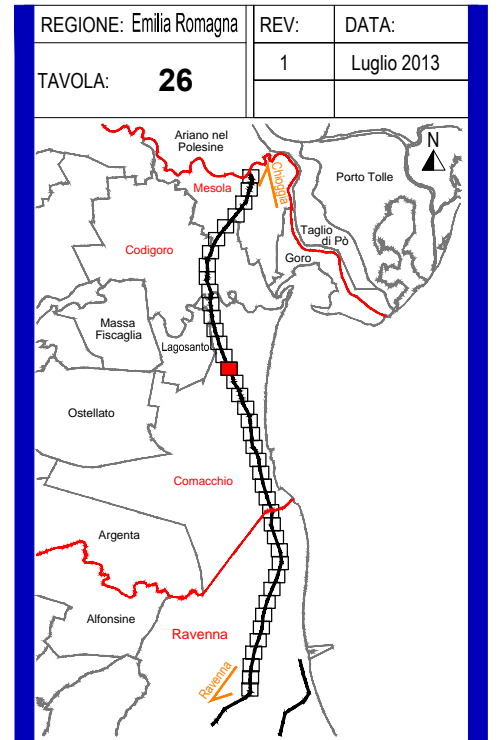 REGIONE: Emilia Romagna
REV:
DATA:
TAVOLA: 26
1
Luglio 2013
Ariano nel
Polesine
N
Mesola
Chioggia
Porto Tolle
Taglio
di Pò
Codigoro
Goro
Massa
Fiscaglia
Lagosanto
Ostellato
Comacchio
Argenta
Alfonsine
Ravenna
Ravenna